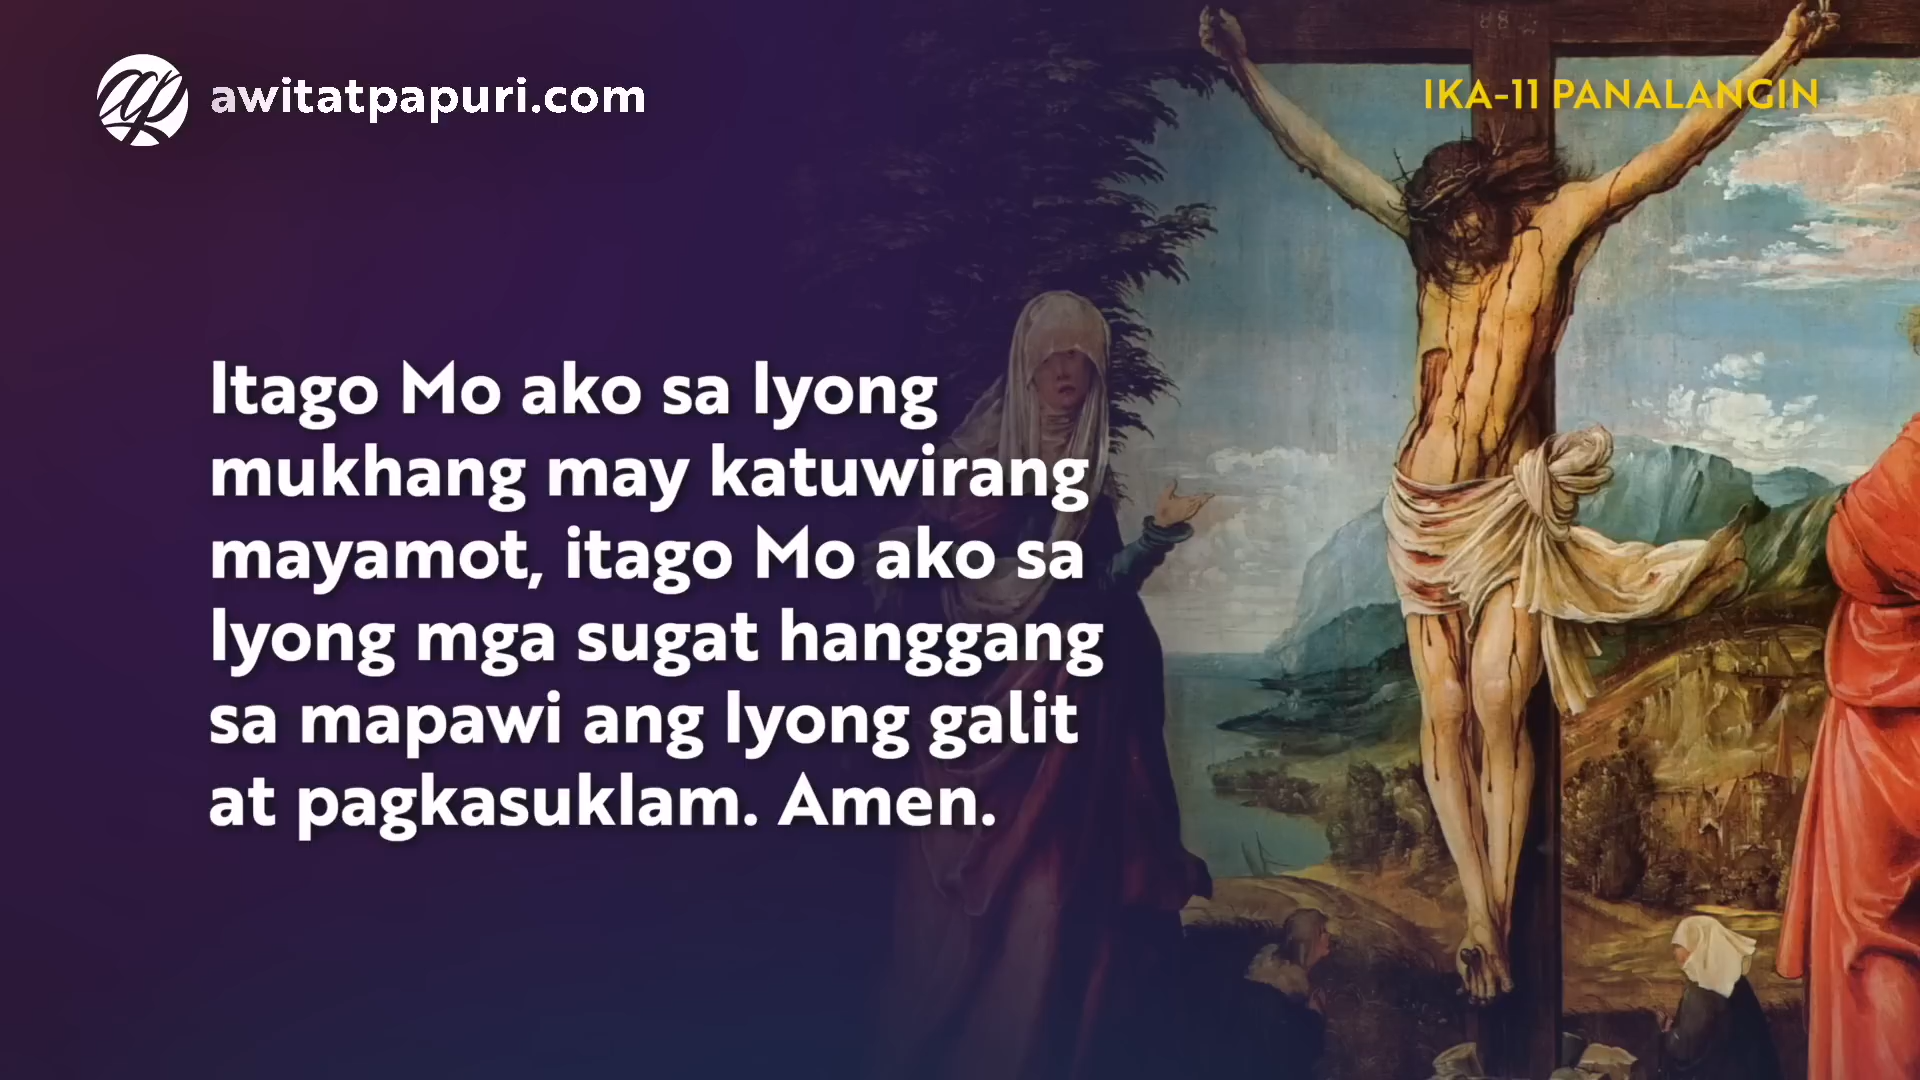 awitatpapuri.com
IKA-11 PANALANGIN
Itago Mo ako sa Iyong
mukhang may katuwirang
mayamot, itago Mo ako sa
Iyong mga sugat hanggang
sa mapawi ang Iyong galit
at pagkasuklam. Amen.